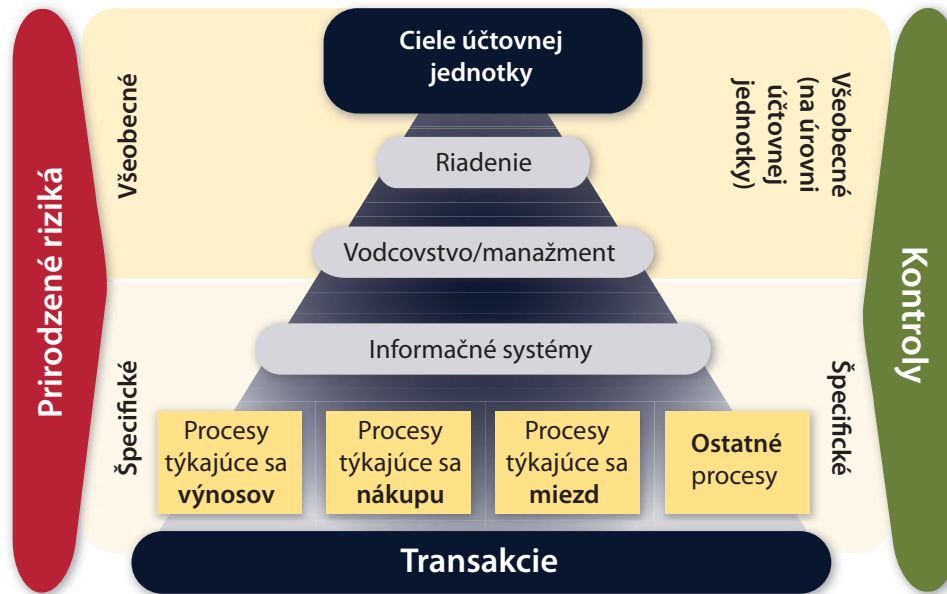 Prirodzené riziká
Všeobecné
Špecifické
Ciele účtovnej
jednotky
Riadenie
Vodcovstvo/manažment
Informačné systémy
Procesy
týkajúce sa
výnosov
Procesy
týkajúce sa
nákupu
Procesy
týkajúce sa
miezd
Ostatné
procesy
Transakcie
Všeobecné
(na úrovni
účtovnej
jednotky)
Špecifické
Kontroly